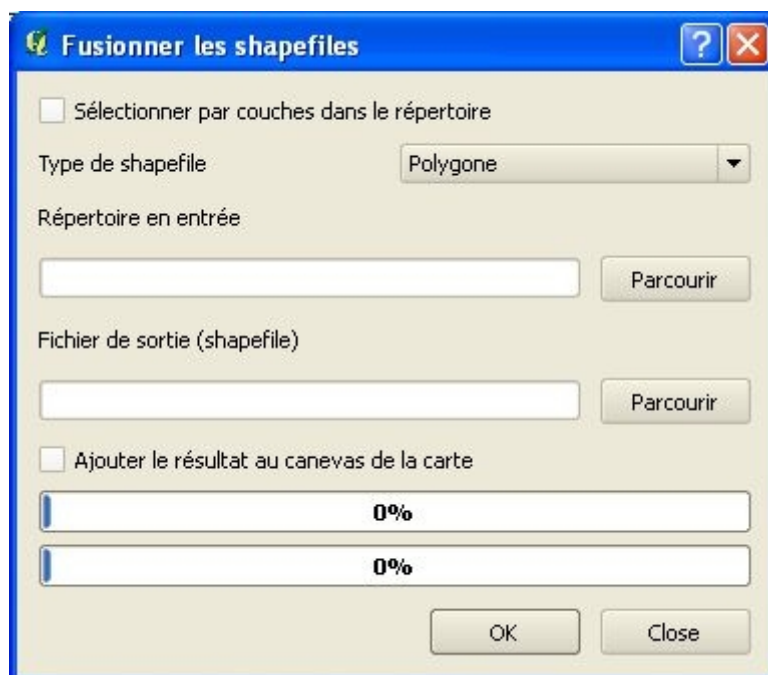 Fusionner les shapefiles
Sélectionner par couches dans le répertoire
Type de shapefile Polygone
Répertoire en entrée
Parcourir
Fichier de sortie (shapefile)
Parcourir
Ajouter le résultat au canevas de la carte
0%
0%
OK Close